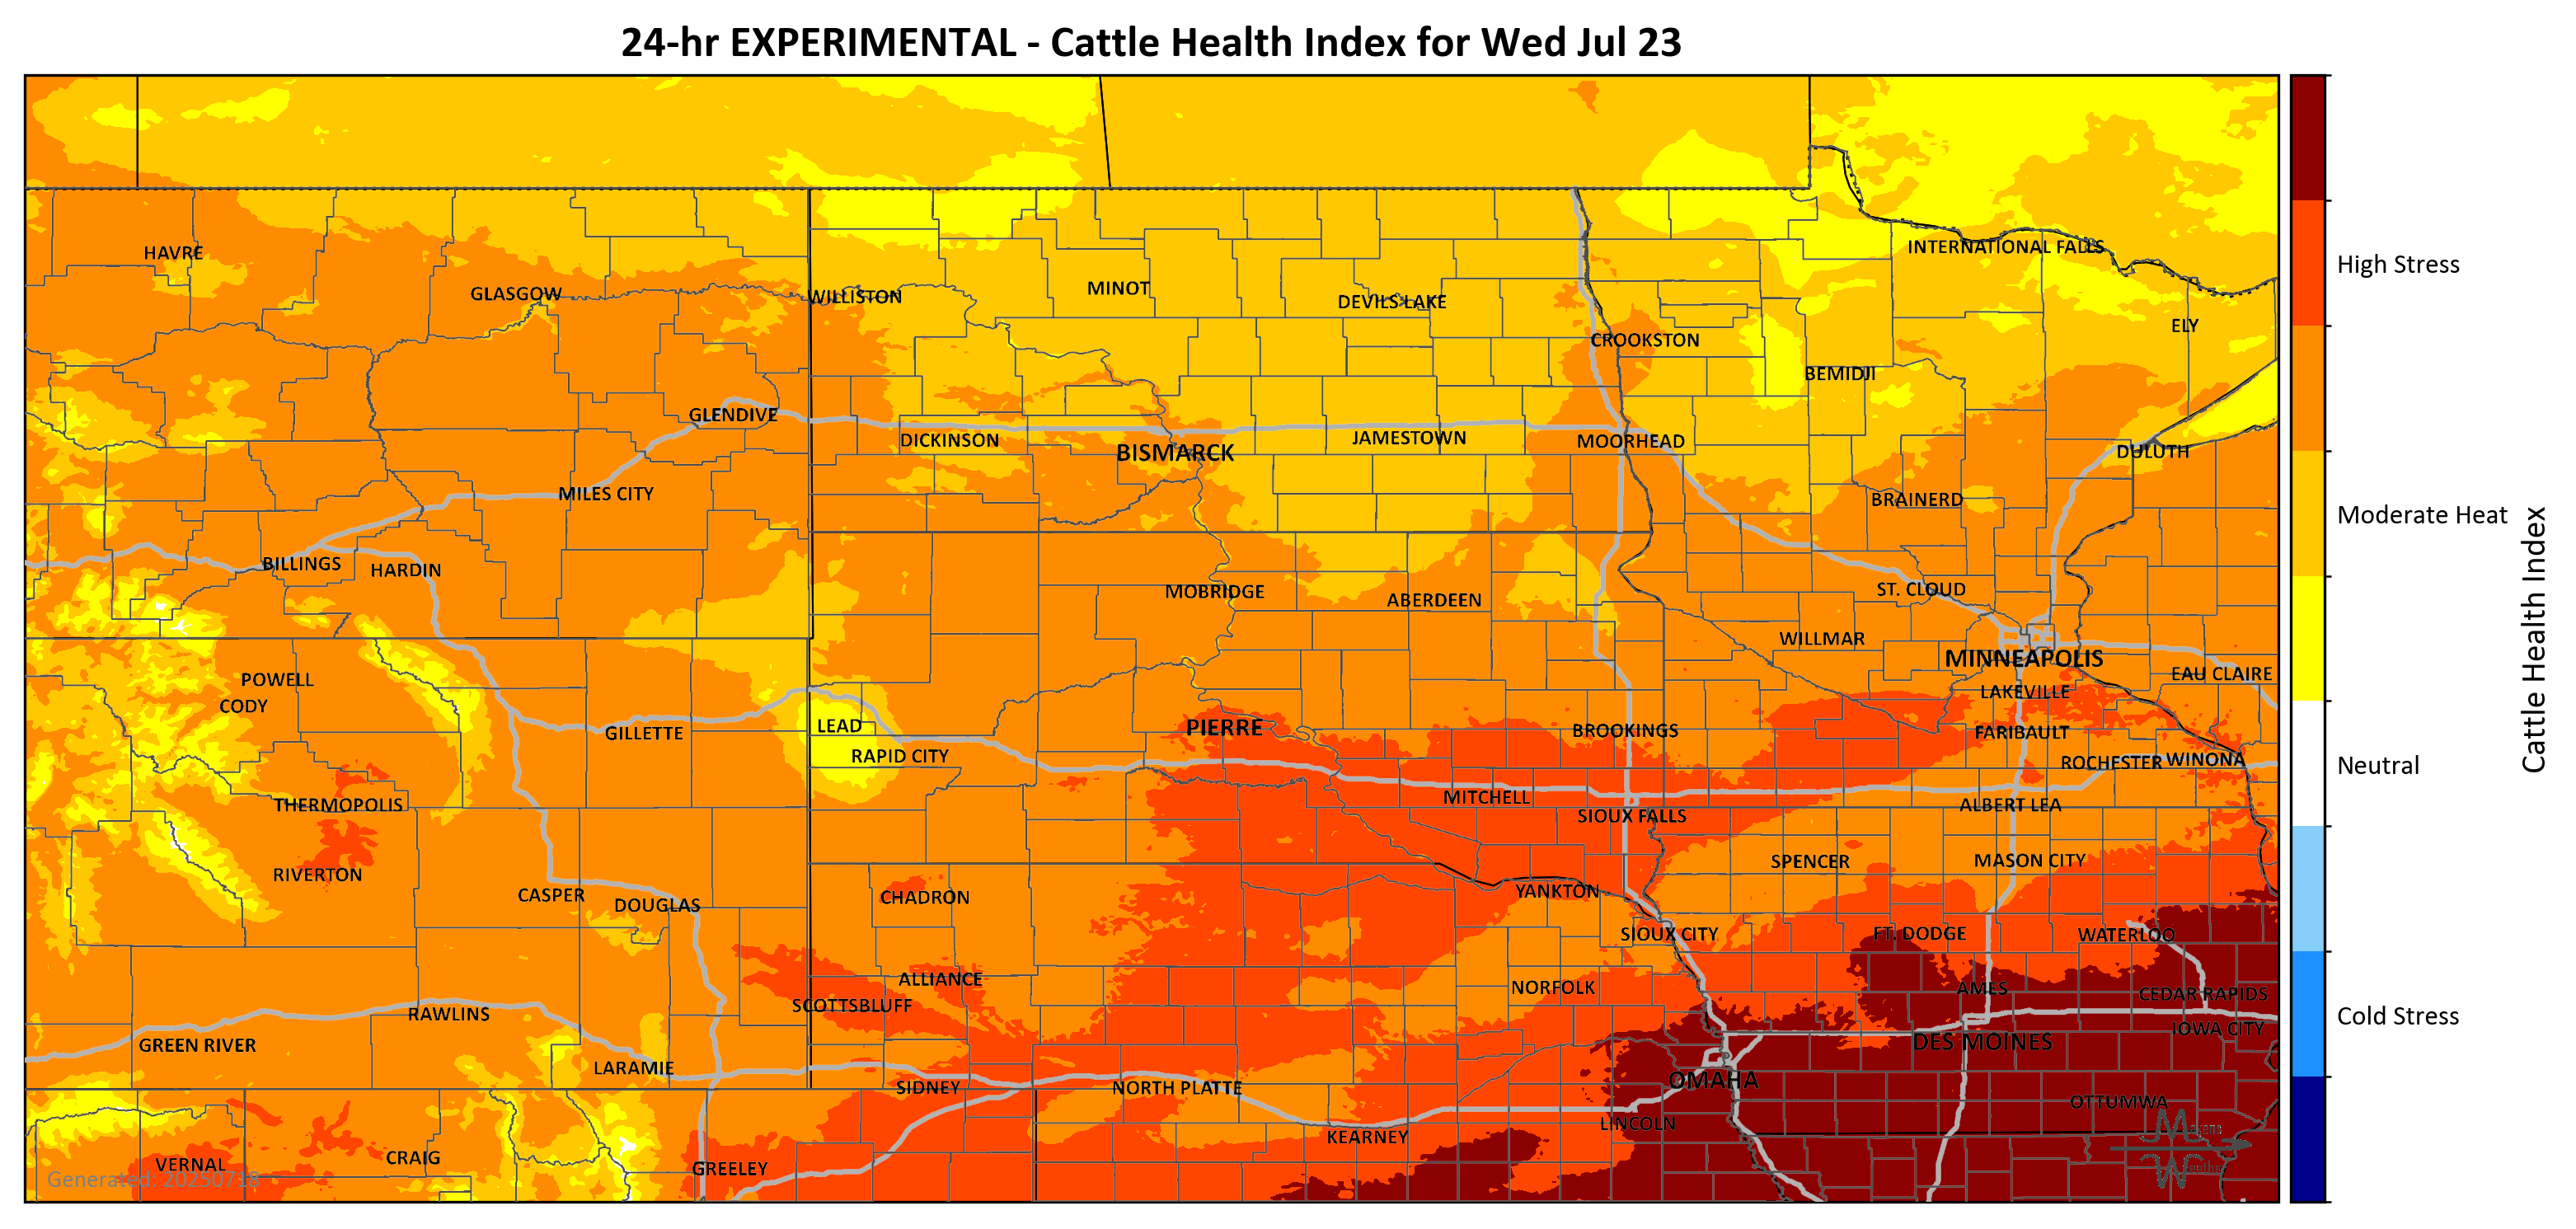 24-hr EXPERIMENTAL - Cattle Health Index for Wed Jul 23
HAVRE
GLASGOW
WILLISTON
MINOT
DEVILS LAKE
INTERNATIONAL FALLS
ELY
CROOKSTON
BEMIDJI
GLENDIVE
DICKINSON
BISMARCK
JAMESTOWN
MOORHEAD
DULUTH
MILES CITY
BRAINERD
BILLINGS
HARDIN
MOBRIDGE
ABERDEEN
ST. CLOUD
WILLMAR
MINNEAPOLIS
EAU CLAIRE
POWELL
CODY
LAKEVILLE
GILLETTE
LEAD
RAPID CITY
PIERRE
BROOKINGS
FARIBAULT
ROCHESTER
WINONA
THERMOPOLIS
MITCHELL
SIOUX FALLS
ALBERT LEA
RIVERTON
SPENCER
MASON CITY
CASPER
DOUGLAS
CHADRON
YANKTON
SIOUX CITY
FT. DODGE
WATERLOO
ALLIANCE
SCOTTSBLUFF
NORFOLK
AMES
CEDAR RAPIDS
RAWLINS
GREEN RIVER
IOWA CITY
DES MOINES
LARAMIE
SIDNEY
NORTH PLATTE
OMAHA
OTTUMWA
LINCOLN
KEARNEY
VERNAL
CRAIG
GREELEY
Generated: 20250718
High Stress
Moderate Heat
Neutral
Cold Stress
Cattle Health Index